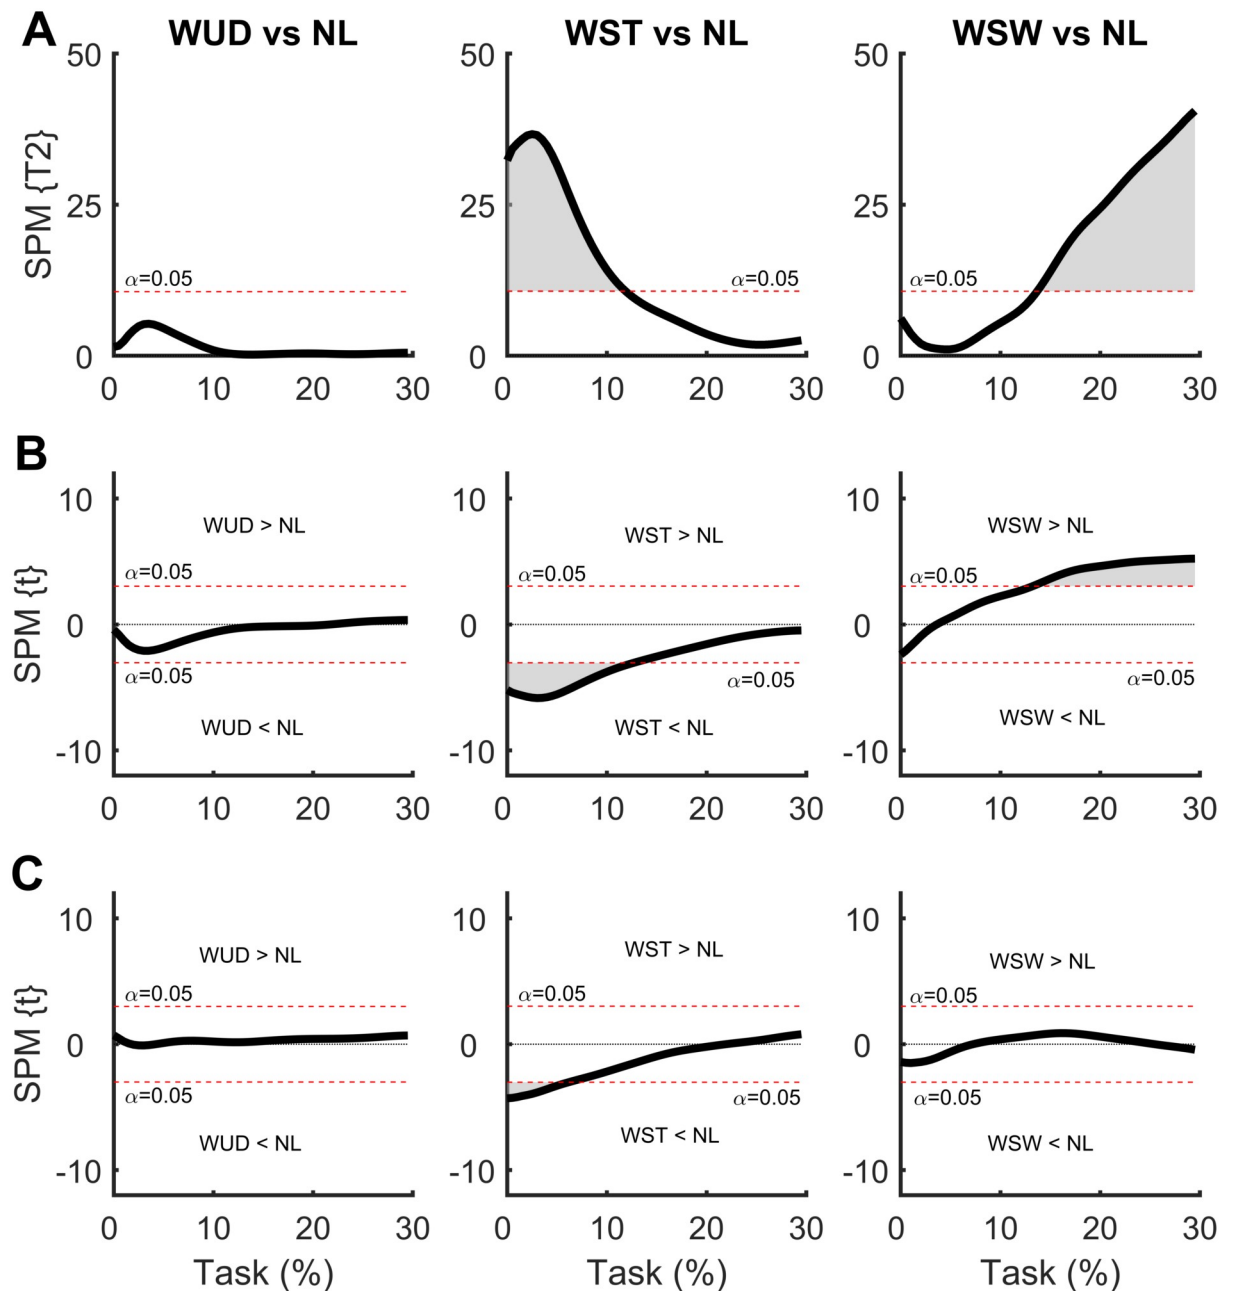 A
WUD vs NL
WST vs NL
WSW vs NL
SPM {T2}
50
25
0
α=0.05
0 10 20 30
50
25
0
α=0.05
0 10 20 30
50
25
0
α=0.05
0 10 20 30
B
SPM {t}
10
0
-10
WUD > NL
α=0.05
α=0.05
WUD < NL
0 10 20 30
10
0
-10
WST > NL
α=0.05
α=0.05
WST < NL
0 10 20 30
10
0
-10
WSW > NL
α=0.05
α=0.05
WSW < NL
0 10 20 30
C
SPM {t}
10
0
-10
WUD > NL
α=0.05
α=0.05
WUD < NL
0 10 20 30
Task (%)
10
0
-10
WST > NL
α=0.05
α=0.05
WST < NL
0 10 20 30
Task (%)
10
0
-10
WSW > NL
α=0.05
α=0.05
WSW < NL
0 10 20 30
Task (%)